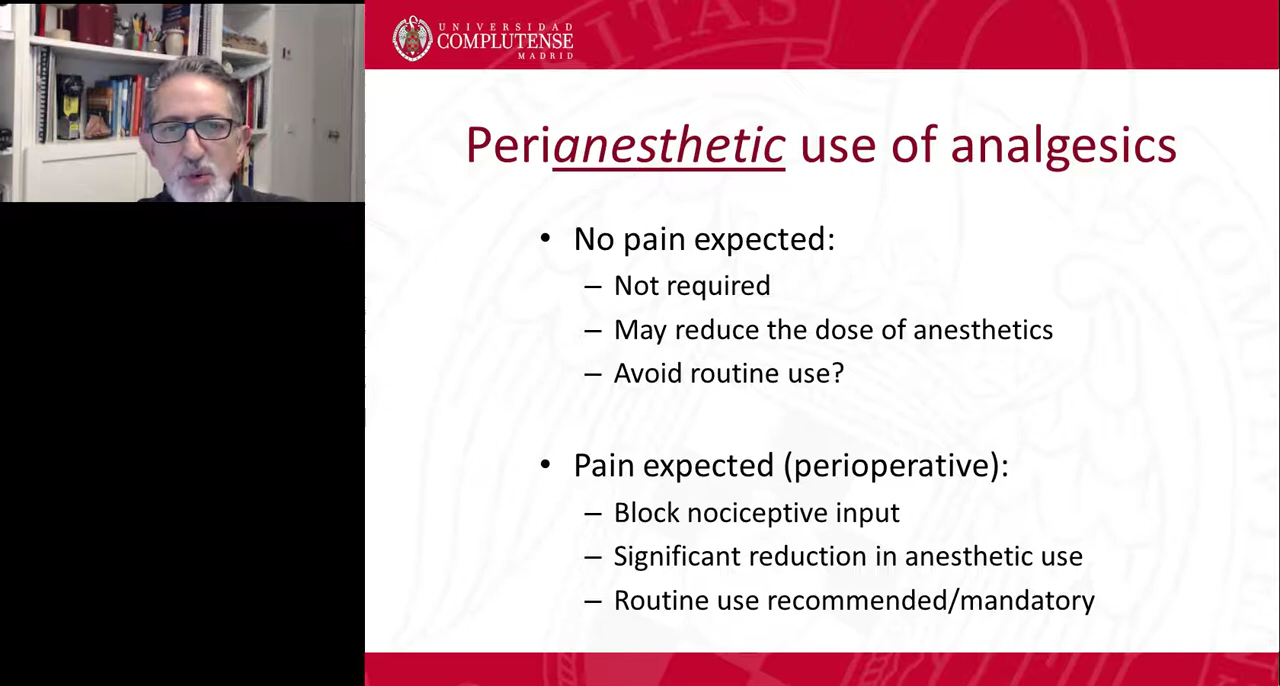 UNIVERSIDAD
COMPLUTENSE
MADRID
Perianesthetic use of analgesics
• No pain expected:
– Not required
– May reduce the dose of anesthetics
– Avoid routine use?
• Pain expected (perioperative):
– Block nociceptive input
– Significant reduction in anesthetic use
– Routine use recommended/mandatory